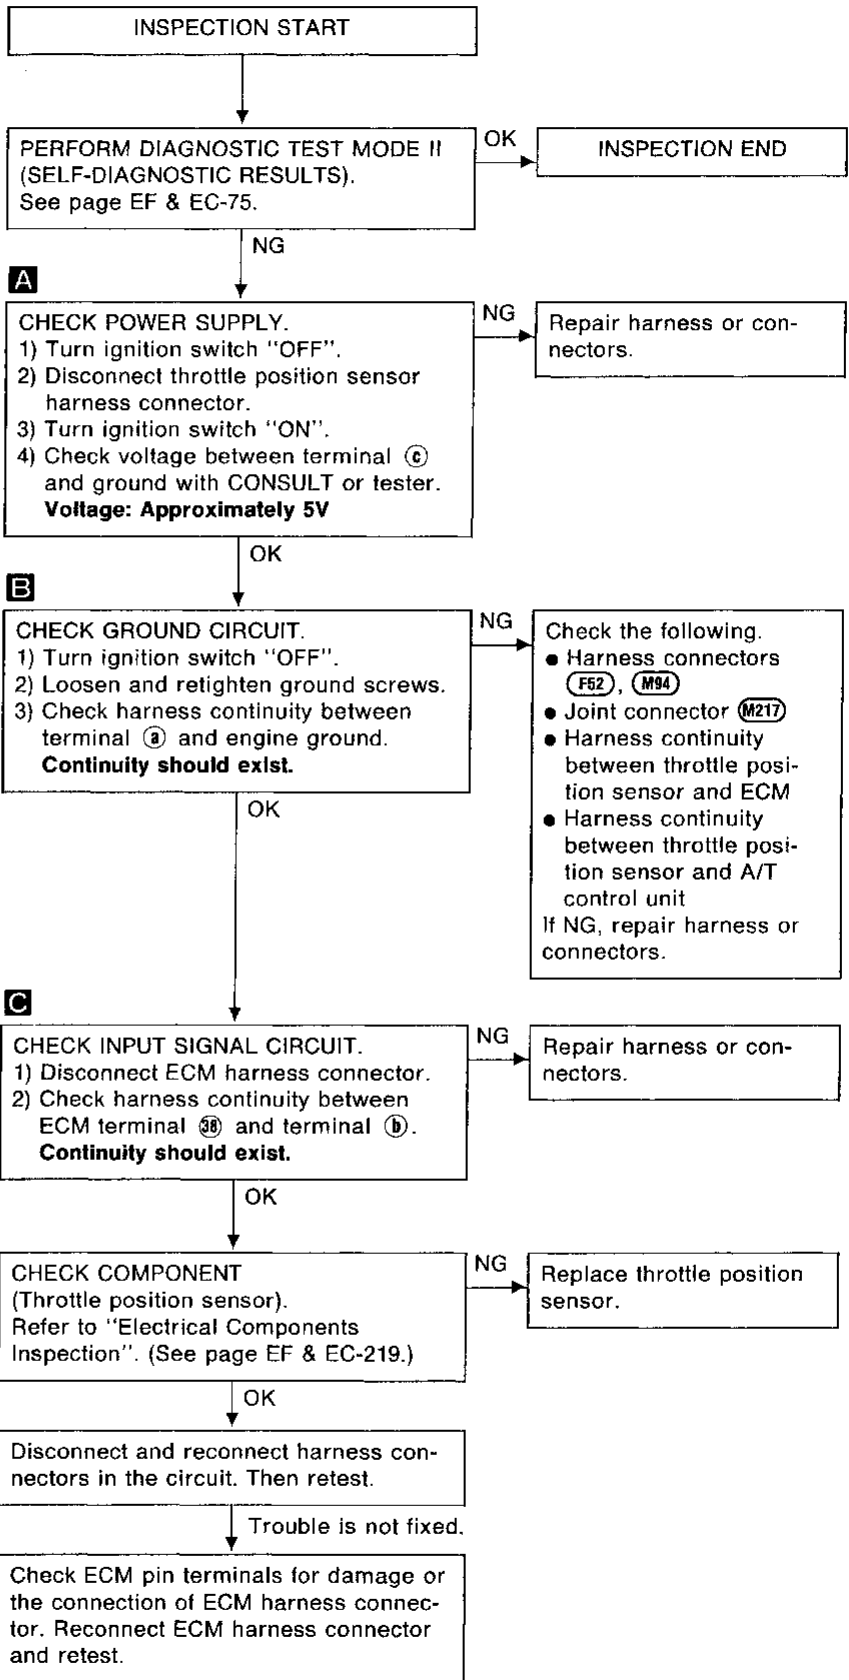 INSPECTION START
PERFORM DIAGNOSTIC TEST MODE II
(SELF-DIAGNOSTIC RESULTS).
See page EF & EC-75.
OK
INSPECTION END
NG
A
CHECK POWER SUPPLY.
1) Turn ignition switch "OFF".
2) Disconnect throttle position sensor
harness connector.
3) Turn ignition switch "ON".
4) Check voltage between terminal ⓒ
and ground with CONSULT or tester.
Voltage: Approximately 5V
NG
Repair harness or con-
nectors.
OK
B
CHECK GROUND CIRCUIT.
1) Turn ignition switch "OFF".
2) Loosen and retighten ground screws.
3) Check harness continuity between
terminal ⓐ and engine ground.
Continuity should exist.
NG
Check the following.
● Harness connectors
F52, M94
● Joint connector M217
● Harness continuity
between throttle posi-
tion sensor and ECM
● Harness continuity
between throttle posi-
tion sensor and A/T
control unit
If NG, repair harness or
connectors.
OK
C
CHECK INPUT SIGNAL CIRCUIT.
1) Disconnect ECM harness connector.
2) Check harness continuity between
ECM terminal ㊳ and terminal ⓑ.
Continuity should exist.
NG
Repair harness or con-
nectors.
OK
CHECK COMPONENT
(Throttle position sensor).
Refer to "Electrical Components
Inspection". (See page EF & EC-219.)
NG
Replace throttle position
sensor.
OK
Disconnect and reconnect harness con-
nectors in the circuit. Then retest.
Trouble is not fixed.
Check ECM pin terminals for damage or
the connection of ECM harness connec-
tor. Reconnect ECM harness connector
and retest.